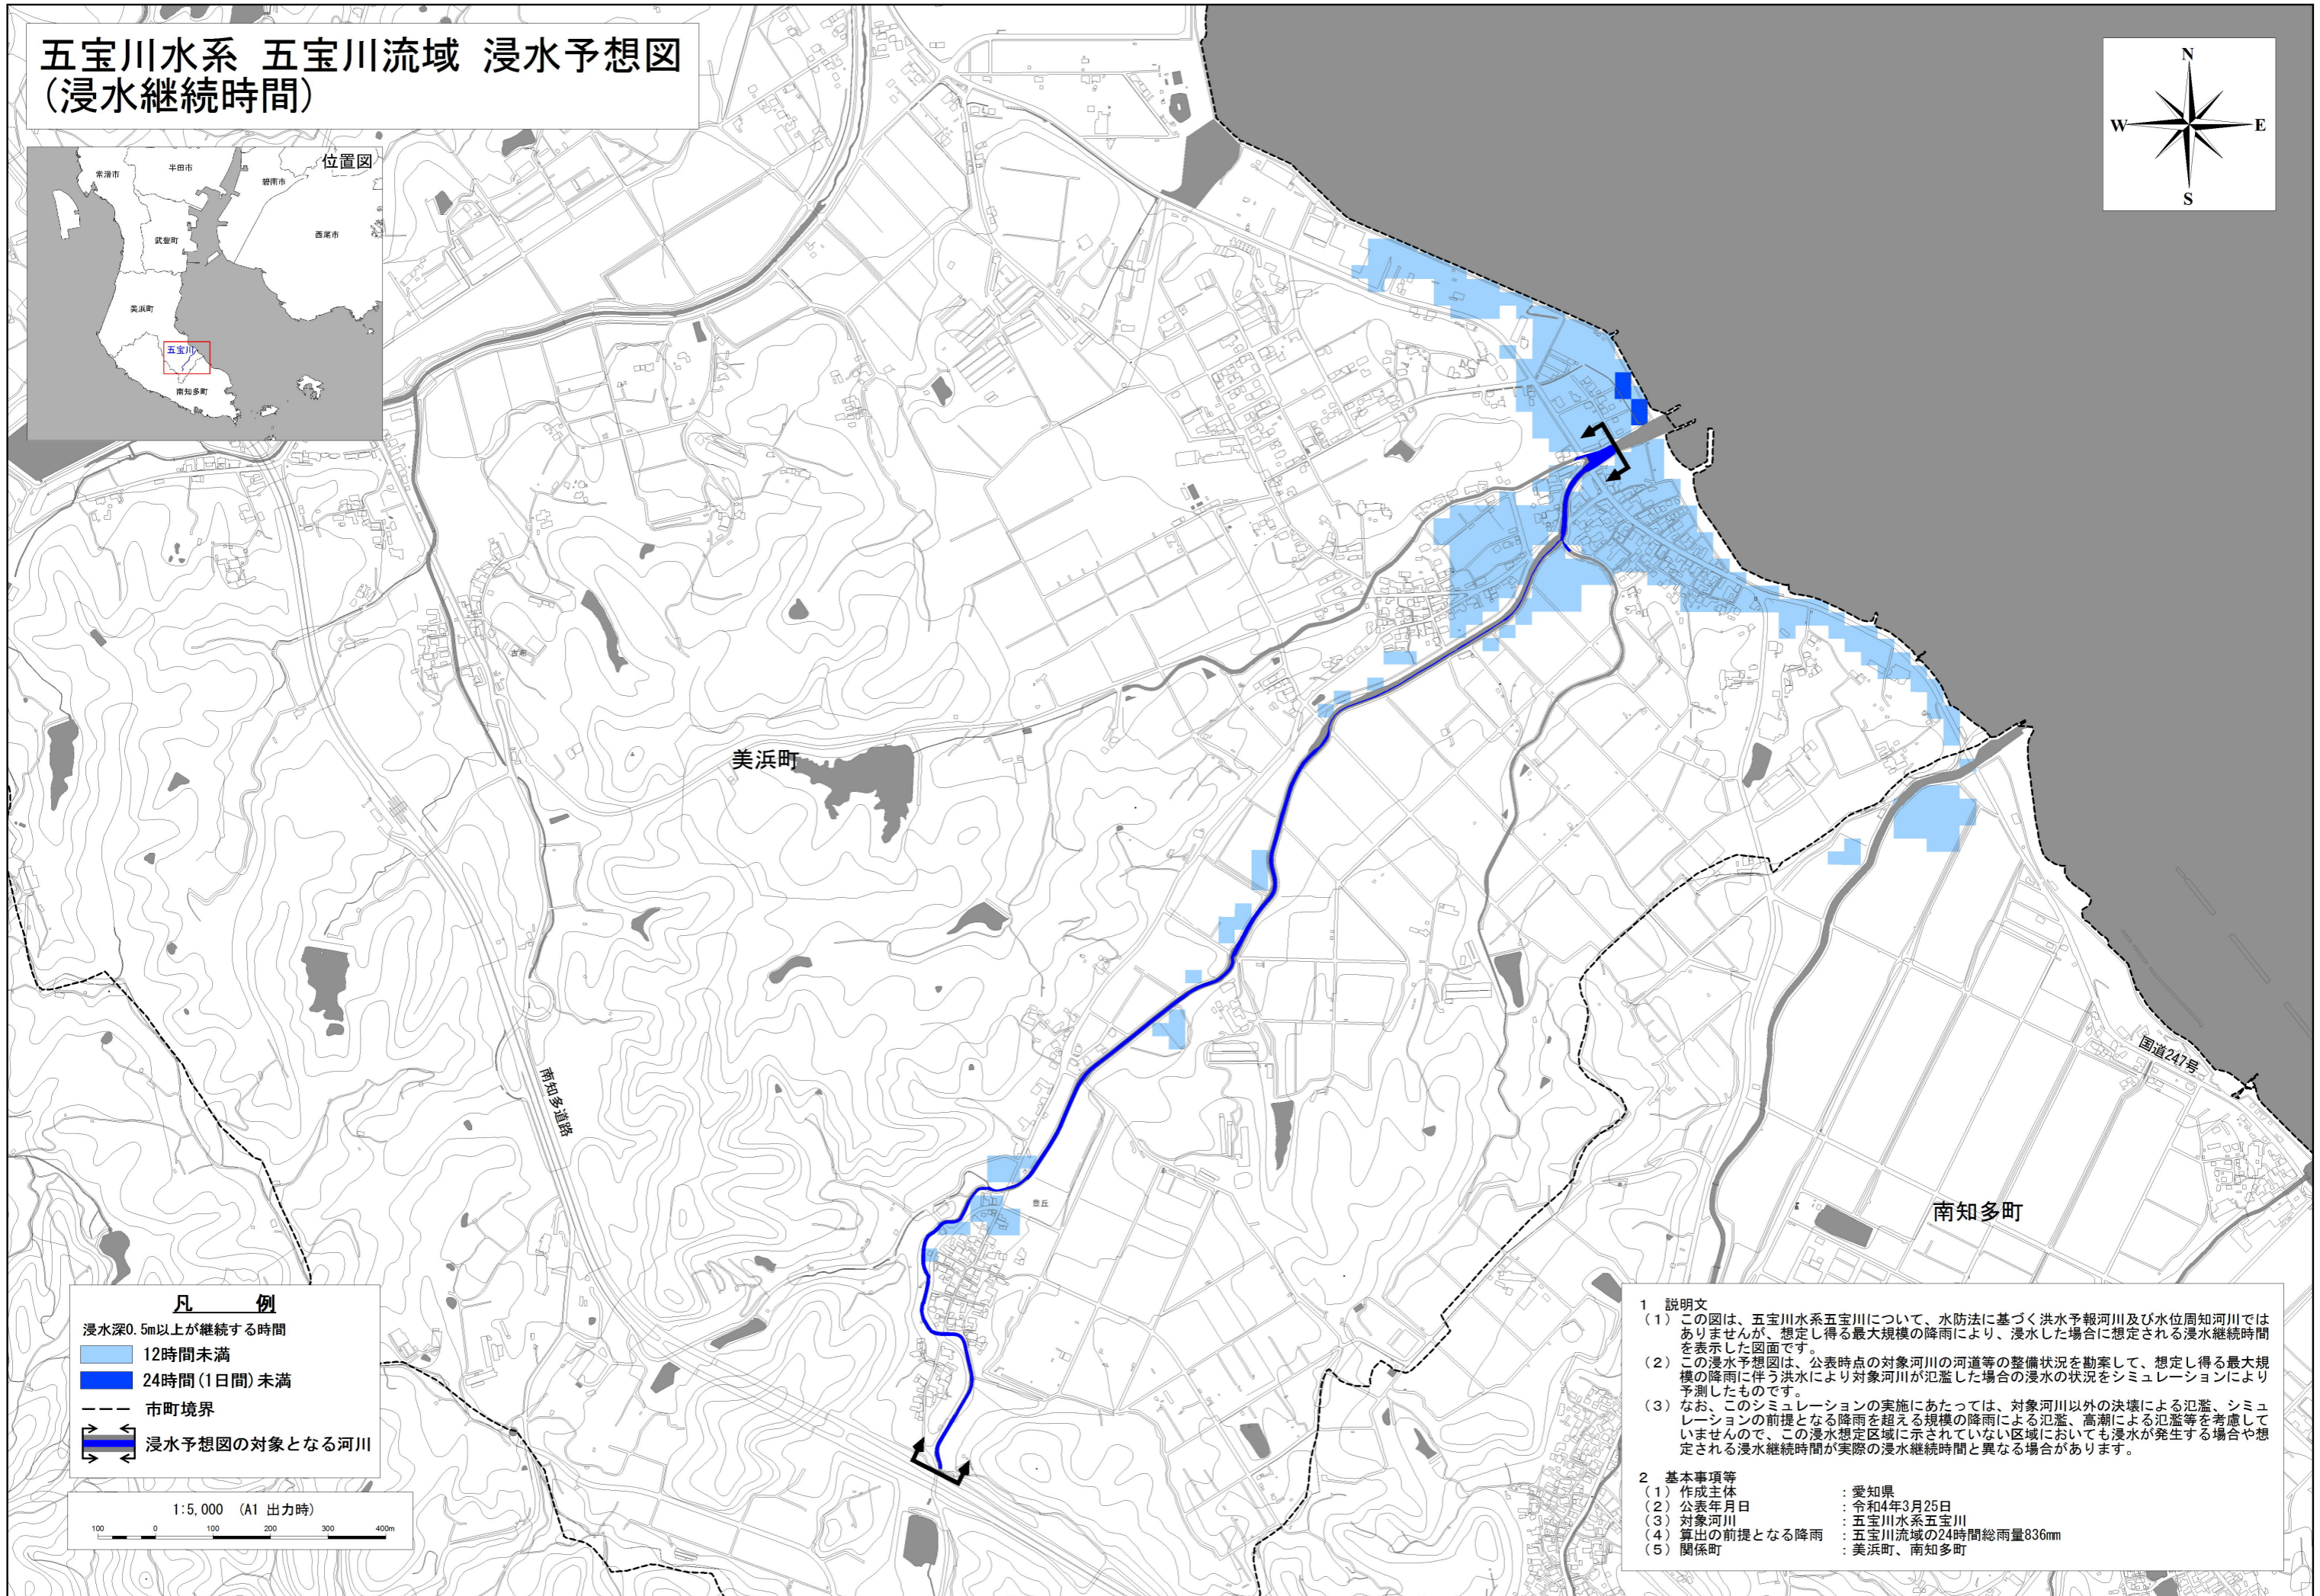 五宝川水系 五宝川流域 浸水予想図
(浸水継続時間)
N
W
E
S
位置図
常滑市
半田市
碧南市
武豊町
西尾市
美浜町
五宝川
南知多町
美浜町
豊丘
南知多道路
国道247号
南知多町
凡 例
浸水深0.5m以上が継続する時間
12時間未満
24時間(1日間)未満
市町境界
浸水予想図の対象となる河川
1:5,000 (A1 出力時)
100 0 100 200 300 400m
1 説明文
(1) この図は、五宝川水系五宝川について、水防法に基づく洪水予報河川及び水位周知河川では
ありませんが、想定し得る最大規模の降雨により、浸水した場合に想定される浸水継続時間
を表示した図面です。
(2) この浸水予想図は、公表時点の対象河川の河道等の整備状況を勘案して、想定し得る最大規
模の降雨に伴う洪水により対象河川が氾濫した場合の浸水の状況をシミュレーションにより
予測したものです。
(3) なお、このシミュレーションの実施にあたっては、対象河川以外の決壊による氾濫、シミュ
レーションの前提となる降雨を超える規模の降雨による氾濫、高潮による氾濫等を考慮して
いませんので、この浸水想定区域に示されていない区域においても浸水が発生する場合や想
定される浸水継続時間が実際の浸水継続時間と異なる場合があります。
2 基本事項等
(1) 作成主体 : 愛知県
(2) 公表年月日 : 令和4年3月25日
(3) 対象河川 : 五宝川水系五宝川
(4) 算出の前提となる降雨 : 五宝川流域の24時間総雨量836mm
(5) 関係町 : 美浜町、南知多町